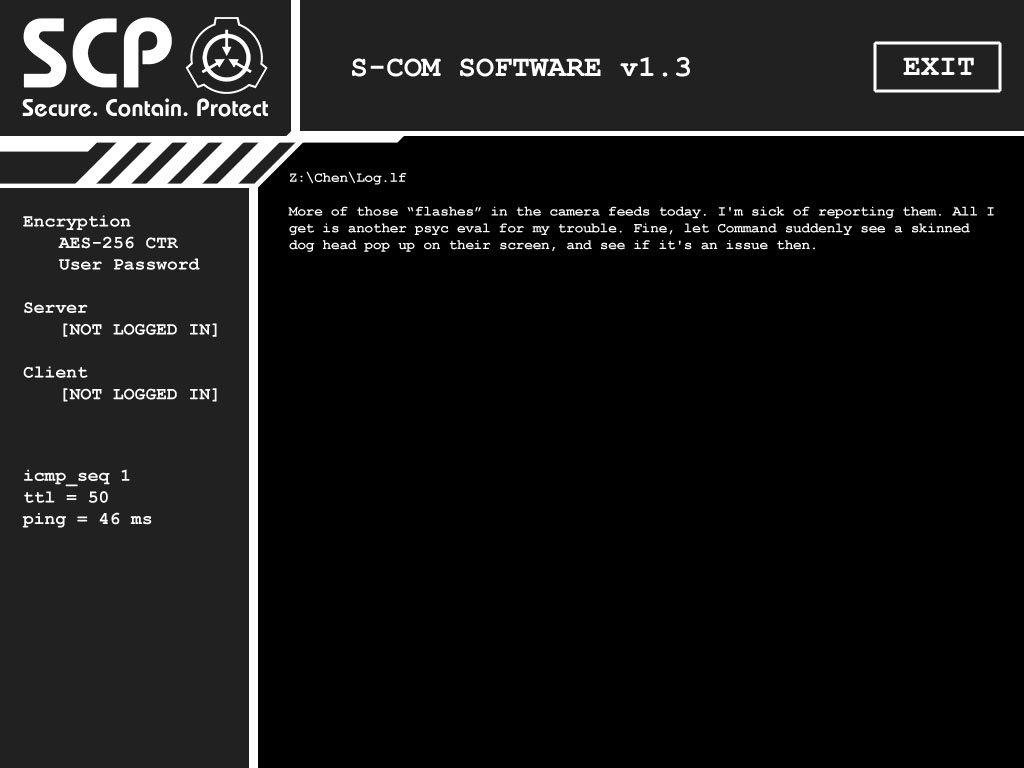 SCP
Secure. Contain. Protect
S-COM SOFTWARE v1.3
EXIT
Z:\Chen\Log.lf
More of those “flashes” in the camera feeds today. I'm sick of reporting them. All I
get is another psyc eval for my trouble. Fine, let Command suddenly see a skinned
dog head pop up on their screen, and see if it's an issue then.
Encryption
AES-256 CTR
User Password
Server
[NOT LOGGED IN]
Client
[NOT LOGGED IN]
icmp_seq 1
ttl = 50
ping = 46 ms